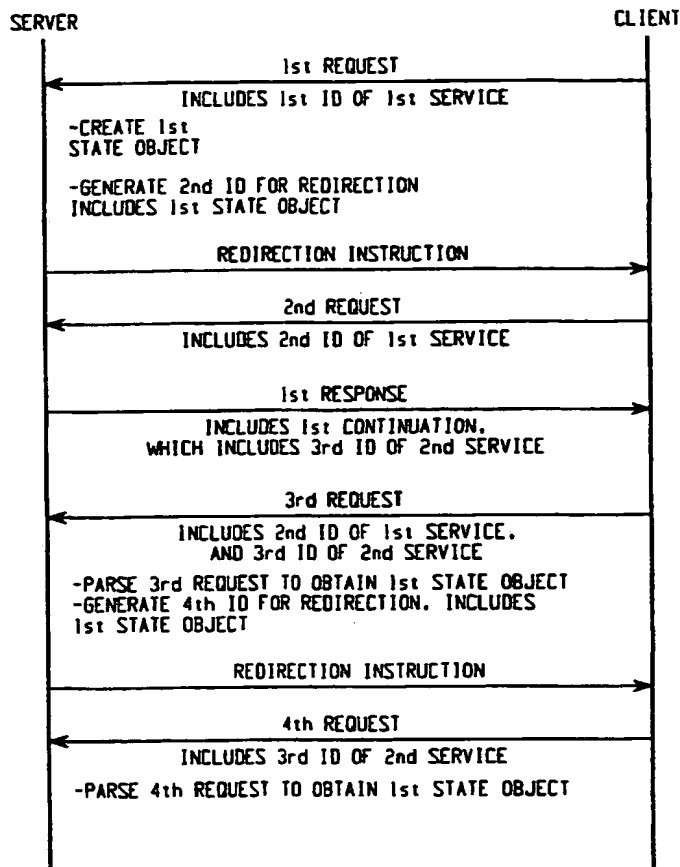 SERVER
CLIENT
1st REQUEST
INCLUDES 1st ID OF 1st SERVICE
-CREATE 1st
STATE OBJECT
-GENERATE 2nd ID FOR REDIRECTION
INCLUDES 1st STATE OBJECT
REDIRECTION INSTRUCTION
2nd REQUEST
INCLUDES 2nd ID OF 1st SERVICE
1st RESPONSE
INCLUDES 1st CONTINUATION.
WHICH INCLUDES 3rd ID OF 2nd SERVICE
3rd REQUEST
INCLUDES 2nd ID OF 1st SERVICE.
AND 3rd ID OF 2nd SERVICE
-PARSE 3rd REQUEST TO OBTAIN 1st STATE OBJECT
-GENERATE 4th ID FOR REDIRECTION. INCLUDES
1st STATE OBJECT
REDIRECTION INSTRUCTION
4th REQUEST
INCLUDES 3rd ID OF 2nd SERVICE
-PARSE 4th REQUEST TO OBTAIN 1st STATE OBJECT